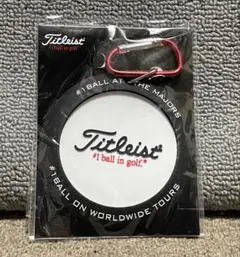 Titleist
#1 ball in golf.®
#1 BALL AT THE MAJORS
Titleist
#1 ball in golf.®
#1 BALL ON WORLDWIDE TOURS